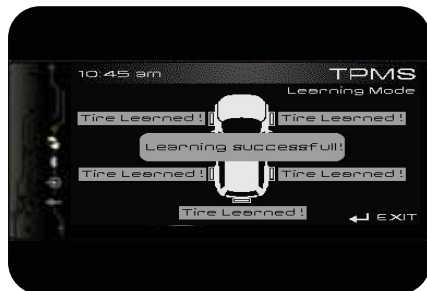 10:45 am TPMS
Learning Mode
Tire Learned! Tire Learned!
Learning successfull!
Tire Learned! Tire Learned!
Tire Learned!
EXIT